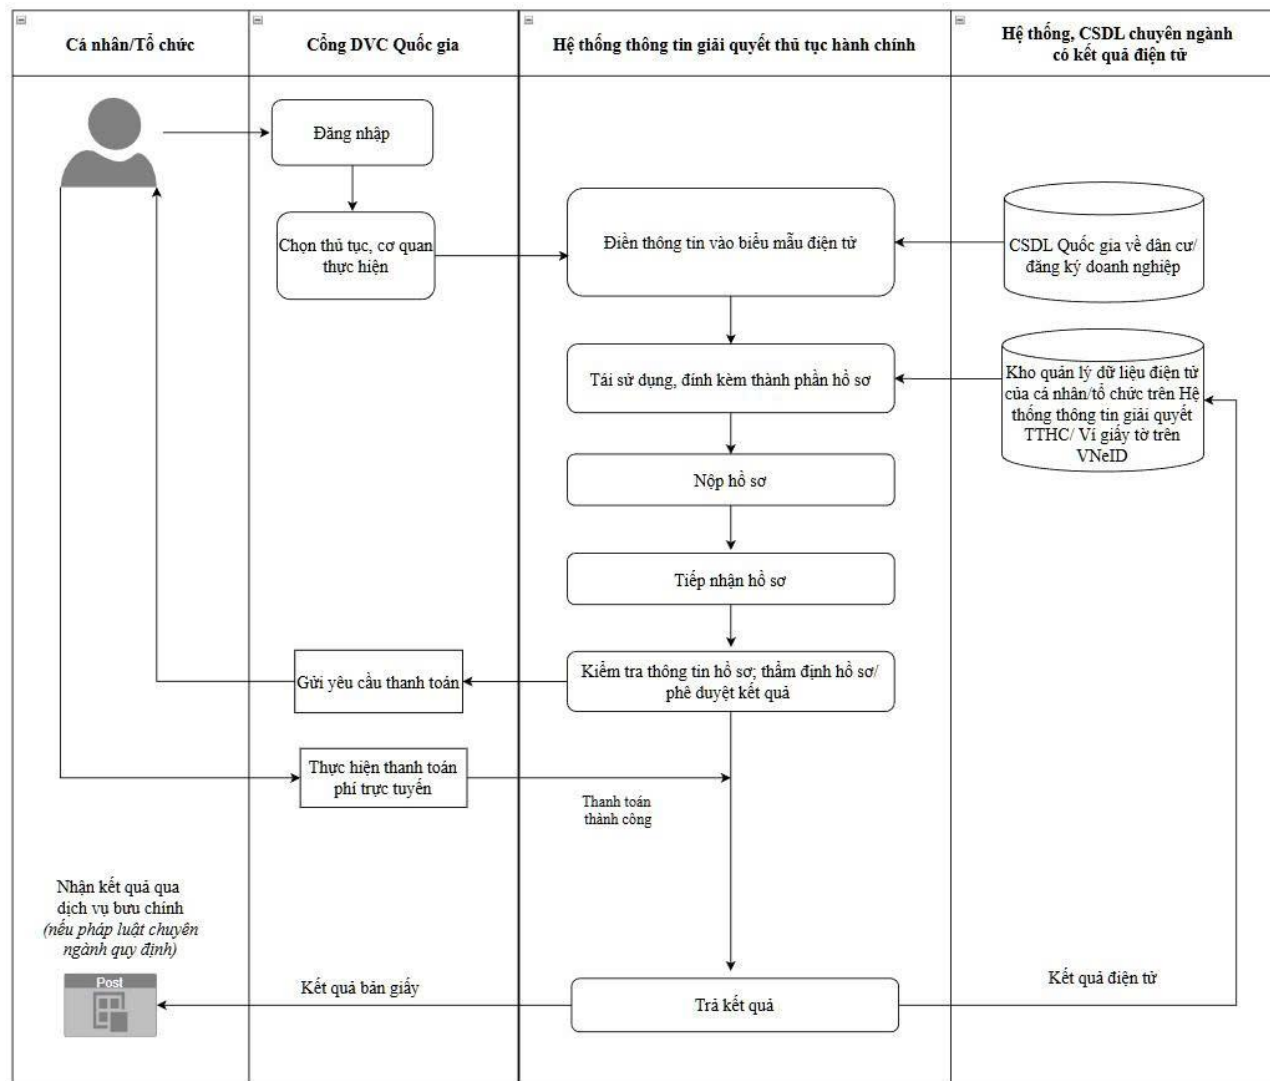 Cá nhân/Tổ chức
Cổng DVC Quốc gia
Hệ thống thông tin giải quyết thủ tục hành chính
Hệ thống, CSDL chuyên ngành
có kết quả điện tử
Đăng nhập
Chọn thủ tục, cơ quan
thực hiện
Điền thông tin vào biểu mẫu điện tử
CSDL Quốc gia về dân cư/
đăng ký doanh nghiệp
Tái sử dụng, đính kèm thành phần hồ sơ
Kho quản lý dữ liệu điện tử
của cá nhân/tổ chức trên Hệ
thống thông tin giải quyết
TTHC/ Ví giấy tờ trên
VNeID
Nộp hồ sơ
Tiếp nhận hồ sơ
Kiểm tra thông tin hồ sơ; thẩm định hồ sơ/
phê duyệt kết quả
Gửi yêu cầu thanh toán
Thực hiện thanh toán
phí trực tuyến
Thanh toán
thành công
Nhận kết quả qua
dịch vụ bưu chính
(nếu pháp luật chuyên
ngành quy định)
Post
Kết quả bản giấy
Trả kết quả
Kết quả điện tử